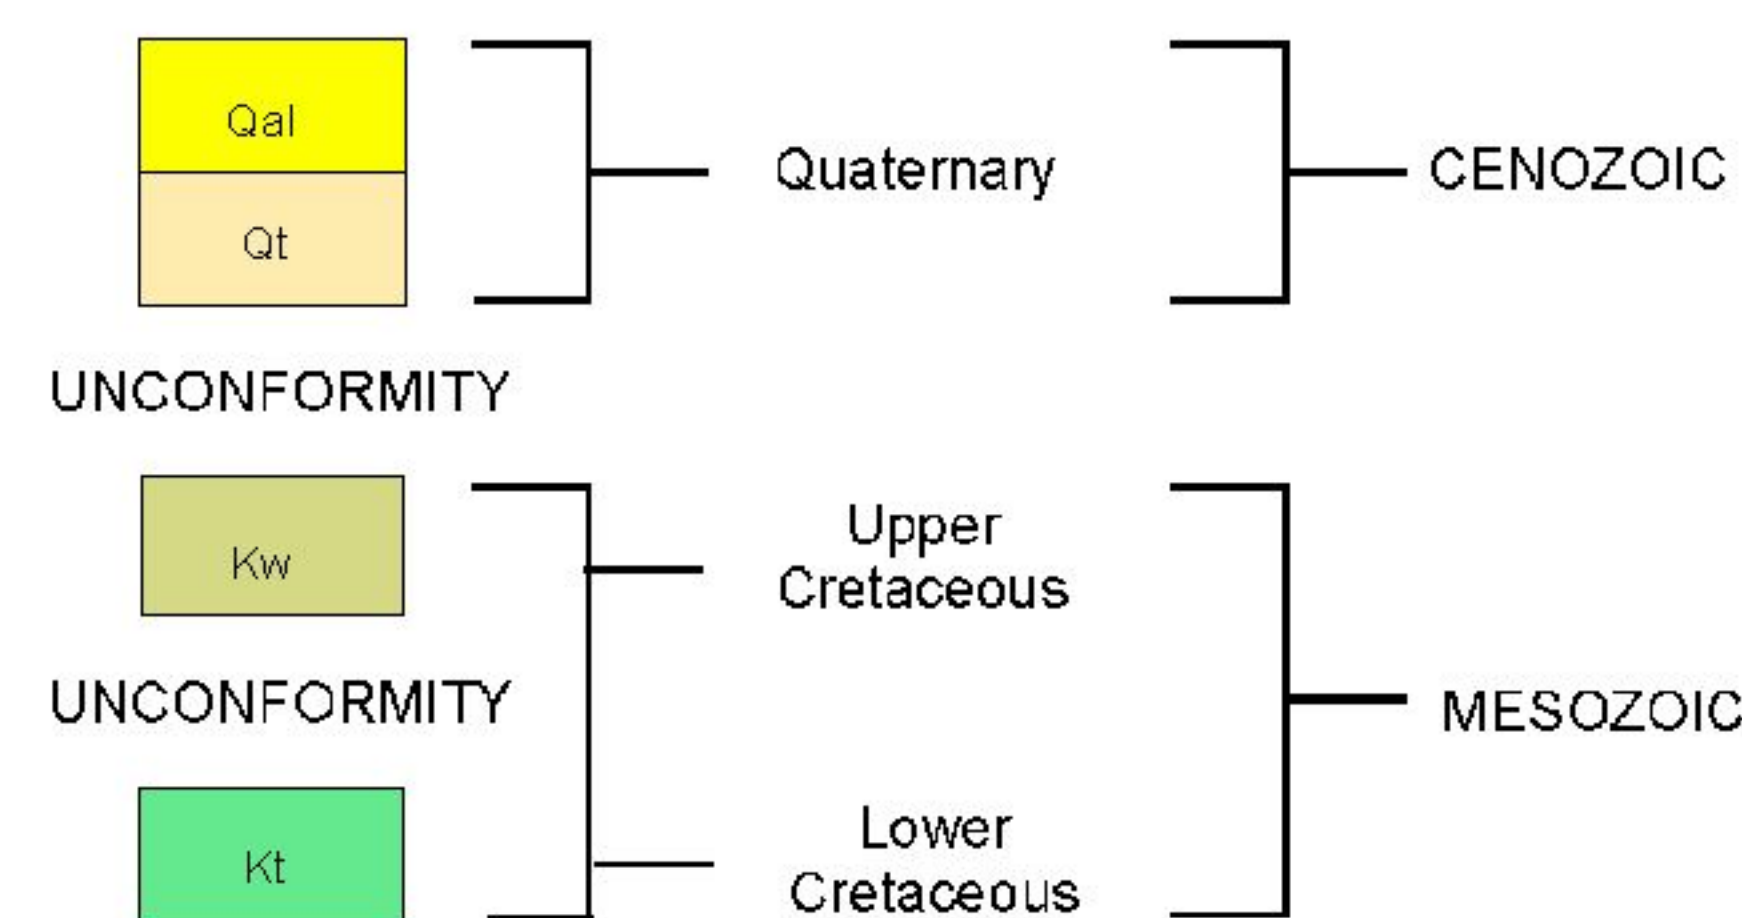 Qal
Qt
Quaternary
CENOZOIC
UNCONFORMITY
Kw
Upper
Cretaceous
UNCONFORMITY
MESOZOIC
Kt
Lower
Cretaceous